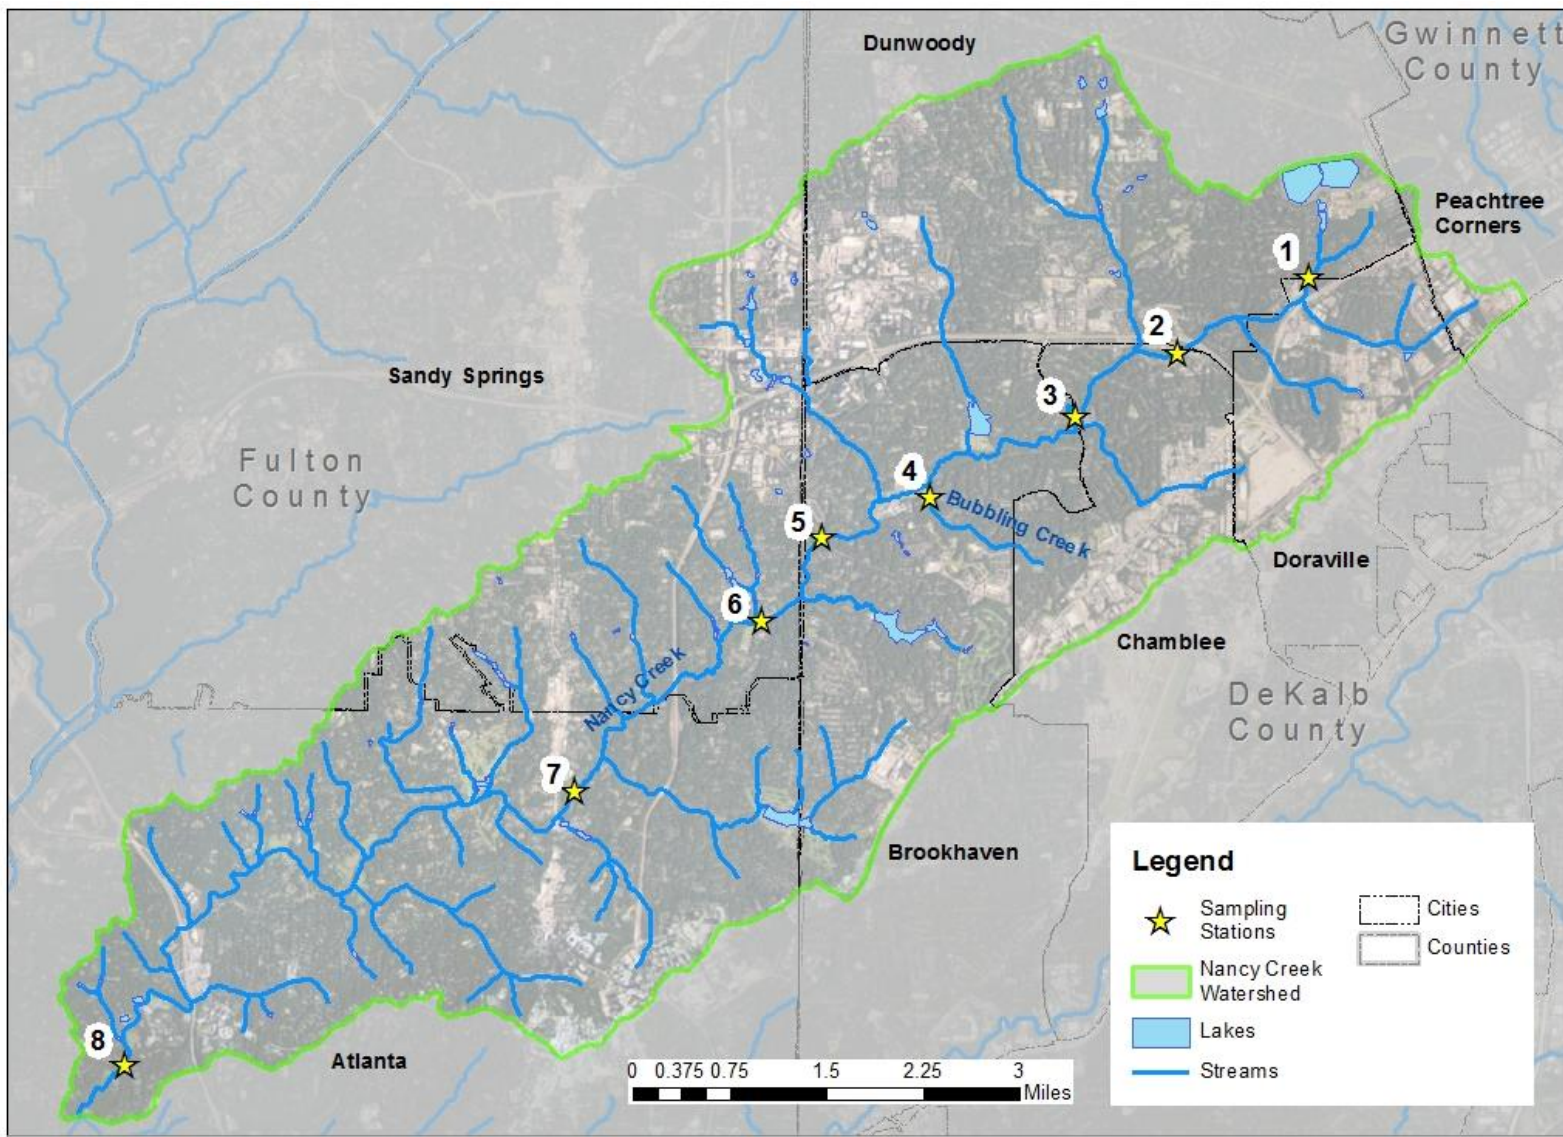 Dunwoody
Gwinnett
County
Peachtree
Corners
1
2
Sandy Springs
3
Fulton
County
4
Bubbling Creek
5
Doraville
6
Chamblee
Nancy Creek
DeKalb
County
7
Brookhaven
8
Atlanta
Legend
Sampling
Stations
Cities
Counties
Nancy Creek
Watershed
Lakes
Streams
0 0.375 0.75 1.5 2.25 3
Miles